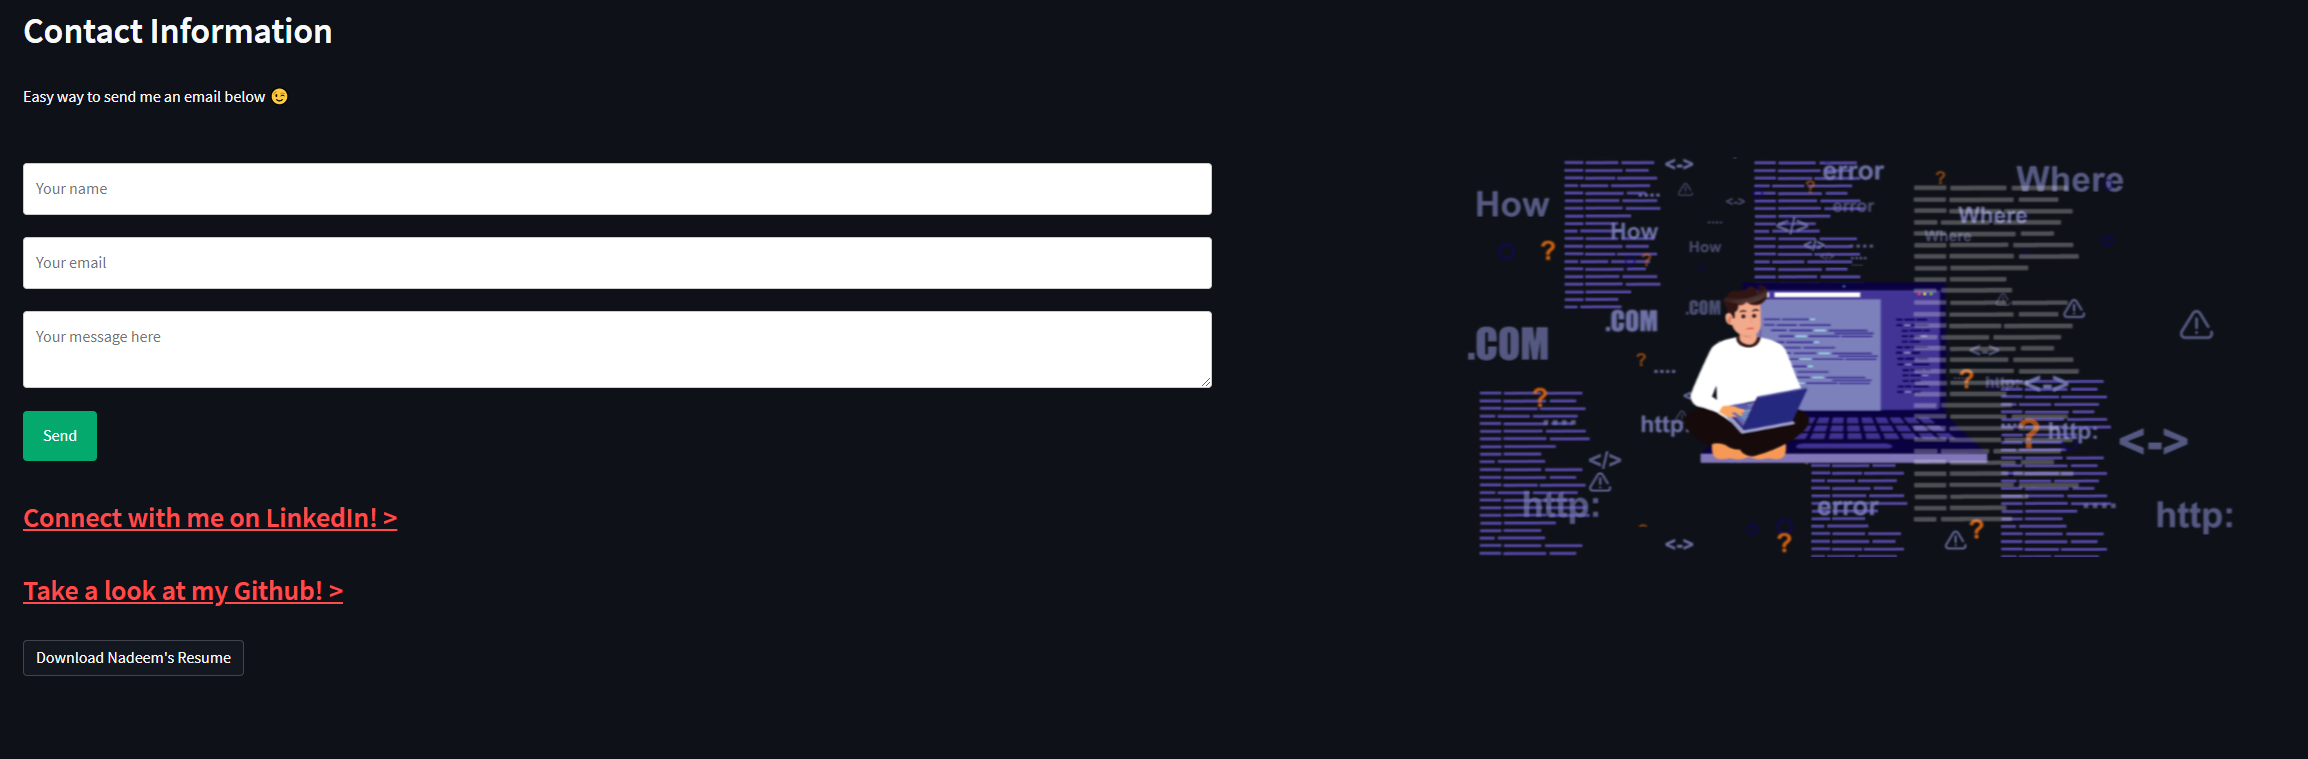 Contact Information
Easy way to send me an email below 😉
Your name
Your email
Your message here
Send
Connect with me on LinkedIn! >
Take a look at my Github! >
Download Nadeem's Resume
<->
error
Where
?
?
How
....
<->
error
Where
How
</>
Where
?
?
How
</>
....
<->
....
.COM
.COM
.COM
?
....
<->
?
http:
<->
?
....
http:
?
http:
<->
</>
http:
error
....
http:
?
?
<->